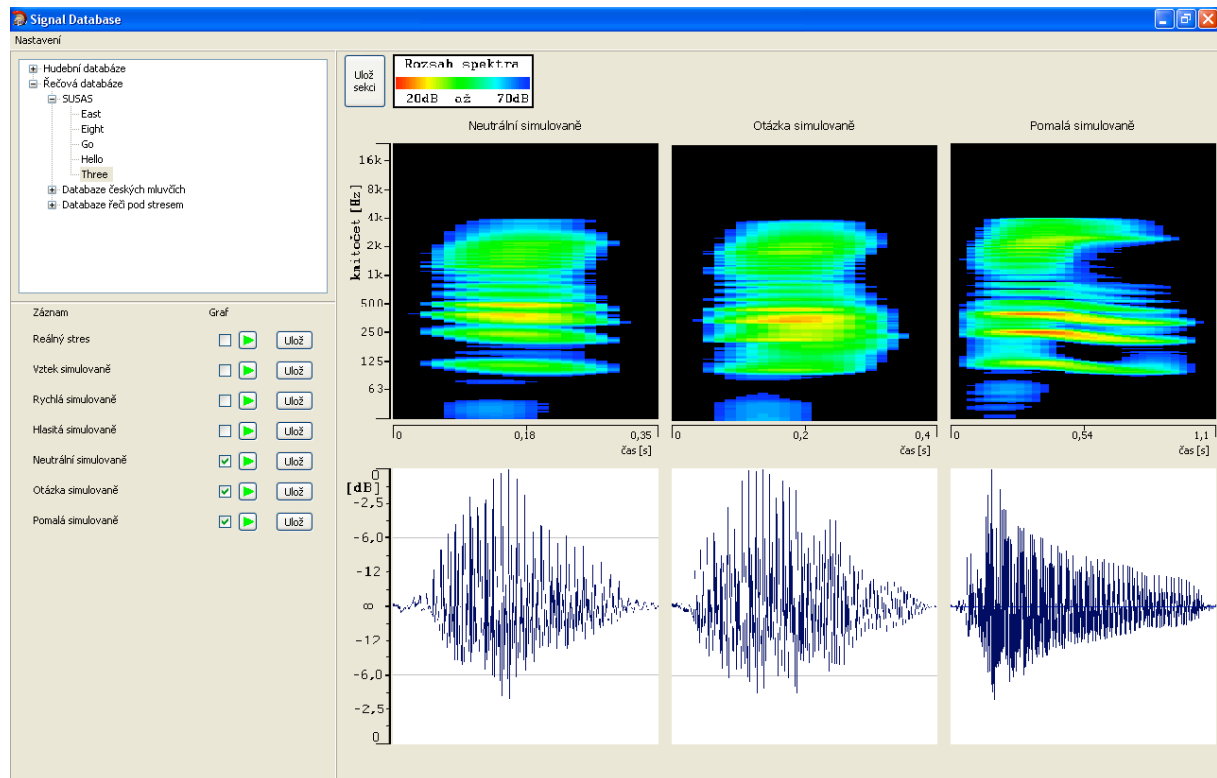 Signal Database
Nastavení
Hudební databáze
Řečová databáze
SUSAS
East
Eight
Go
Hello
Three
Databaze českých mluvčích
Databaze řeči pod stresem
Záznam Graf
Reálný stres Ulož
Vztek simulovaně Ulož
Rychlá simulovaně Ulož
Hlasitá simulovaně Ulož
Neutrální simulovaně Ulož
Otázka simulovaně Ulož
Pomalá simulovaně Ulož
Ulož
sekci
Rozsah spektra
20dB až 70dB
Neutrální simulovaně Otázka simulovaně Pomalá simulovaně
kmitočet [Hz]
16k
8k
4k
2k
1k
500
250
125
63
0 0,18 0,35
čas [s]
0 0,2 0,4
čas [s]
0 0,54 1,1
čas [s]
0
[dB]
-2,5
-6,0
-12
∞
-12
-6,0
-2,5
0